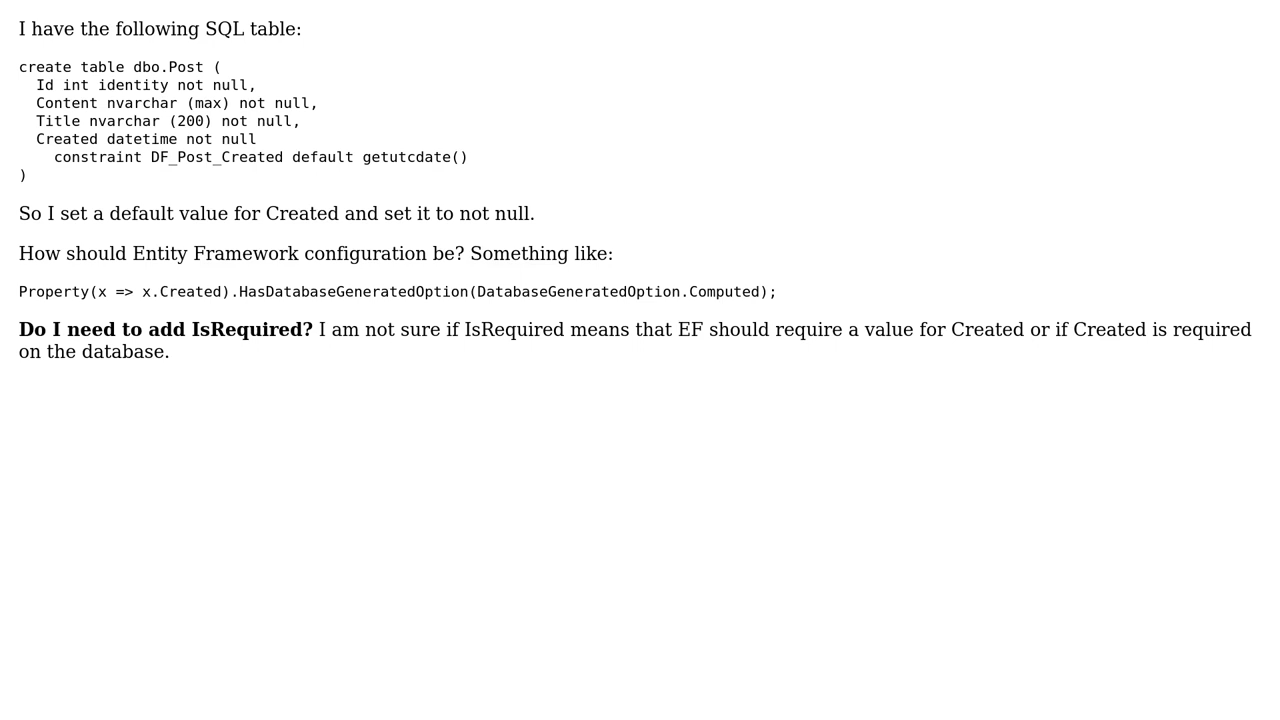 I have the following SQL table:
create table dbo.Post (
  Id int identity not null,
  Content nvarchar (max) not null,
  Title nvarchar (200) not null,
  Created datetime not null
    constraint DF_Post_Created default getutcdate()
)
So I set a default value for Created and set it to not null.
How should Entity Framework configuration be? Something like:
Property(x => x.Created).HasDatabaseGeneratedOption(DatabaseGeneratedOption.Computed);
Do I need to add IsRequired? I am not sure if IsRequired means that EF should require a value for Created or if Created is required
on the database.